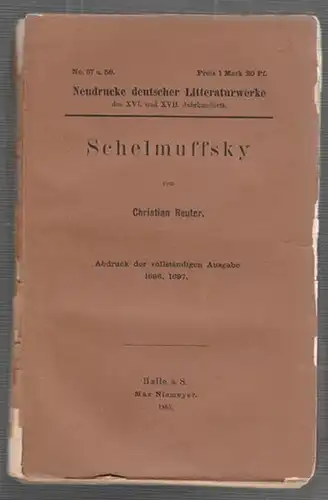 No. 57 u. 58. Preis 1 Mark 20 Pf.
Neudrucke deutscher Litteraturwerke
des XVI. und XVII. Jahrhunderts.
Schelmuffsky
von
Christian Reuter.
Abdruck der vollständigen Ausgabe
1696. 1697.
Halle a. S.
Max Niemeyer.